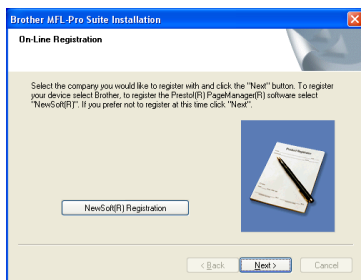 Brother MFL-Pro Suite Installation
On-Line Registration
Select the company you would like to register with and click the "Next" button. To register
your device select Brother, to register the Presto!(R) PageManager(R) software select
"NewSoft(R)". If you prefer not to register at this time click "Next".
NewSoft(R) Registration
< Back
Next >
Cancel